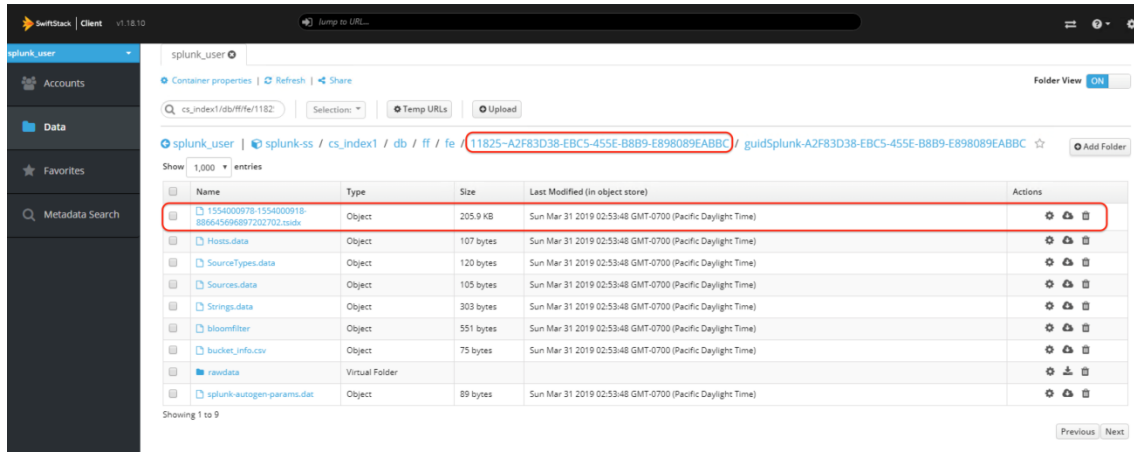 SwiftStack | Client v1.18.10 Jump to URL...
splunk_user
Accounts
Data
Favorites
Metadata Search
splunk_user
Container properties | Refresh | Share Folder View ON
cs_index1/db/ff/fe/1182 Selection: Temp URLs Upload
splunk_user | splunk-ss / cs_index1 / db / ff / fe / 11825~A2F83D38-EBC5-455E-B8B9-E898089EABBC / guidSplunk-A2F83D38-EBC5-455E-B8B9-E898089EABBC Add Folder
Show 1,000 entries
Name Type Size Last Modified (in object store) Actions
1554000978-1554000918-
886645696897202702.tsidx Object 205.9 KB Sun Mar 31 2019 02:53:48 GMT-0700 (Pacific Daylight Time)
Hosts.data Object 107 bytes Sun Mar 31 2019 02:53:48 GMT-0700 (Pacific Daylight Time)
SourceTypes.data Object 120 bytes Sun Mar 31 2019 02:53:48 GMT-0700 (Pacific Daylight Time)
Sources.data Object 105 bytes Sun Mar 31 2019 02:53:48 GMT-0700 (Pacific Daylight Time)
Strings.data Object 303 bytes Sun Mar 31 2019 02:53:48 GMT-0700 (Pacific Daylight Time)
bloomfilter Object 551 bytes Sun Mar 31 2019 02:53:48 GMT-0700 (Pacific Daylight Time)
bucket_info.csv Object 75 bytes Sun Mar 31 2019 02:53:48 GMT-0700 (Pacific Daylight Time)
rawdata Virtual Folder
splunk-autogen-params.dat Object 89 bytes Sun Mar 31 2019 02:53:48 GMT-0700 (Pacific Daylight Time)
Showing 1 to 9
Previous Next